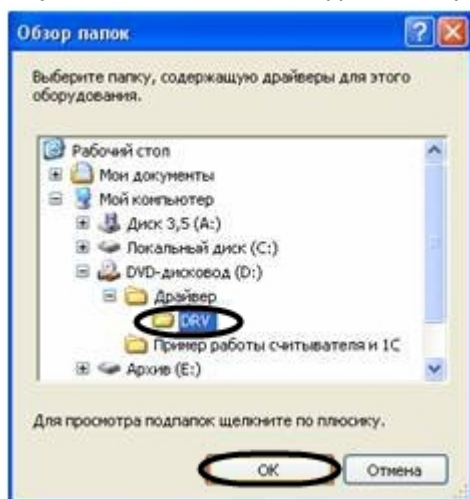 Обзор папок
Выберите папку, содержащую драйверы для этого
оборудования.
Рабочий стол
Мои документы
Мой компьютер
Диск 3,5 (A:)
Локальный диск (C:)
DVD-дисковод (D:)
Драйвер
DRV
Пример работы считывателя и 1С
Архив (E:)
Для просмотра подпапок щелкните по плюсику.
OK Отмена